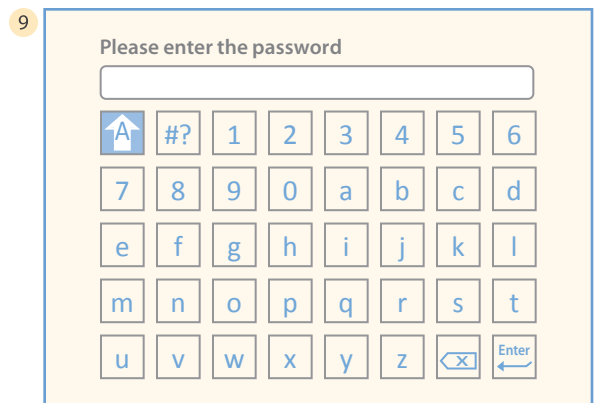 9
Please enter the password
A #? 1 2 3 4 5 6
7 8 9 0 a b c d
e f g h i j k l
m n o p q r s t
u v w x y z x Enter